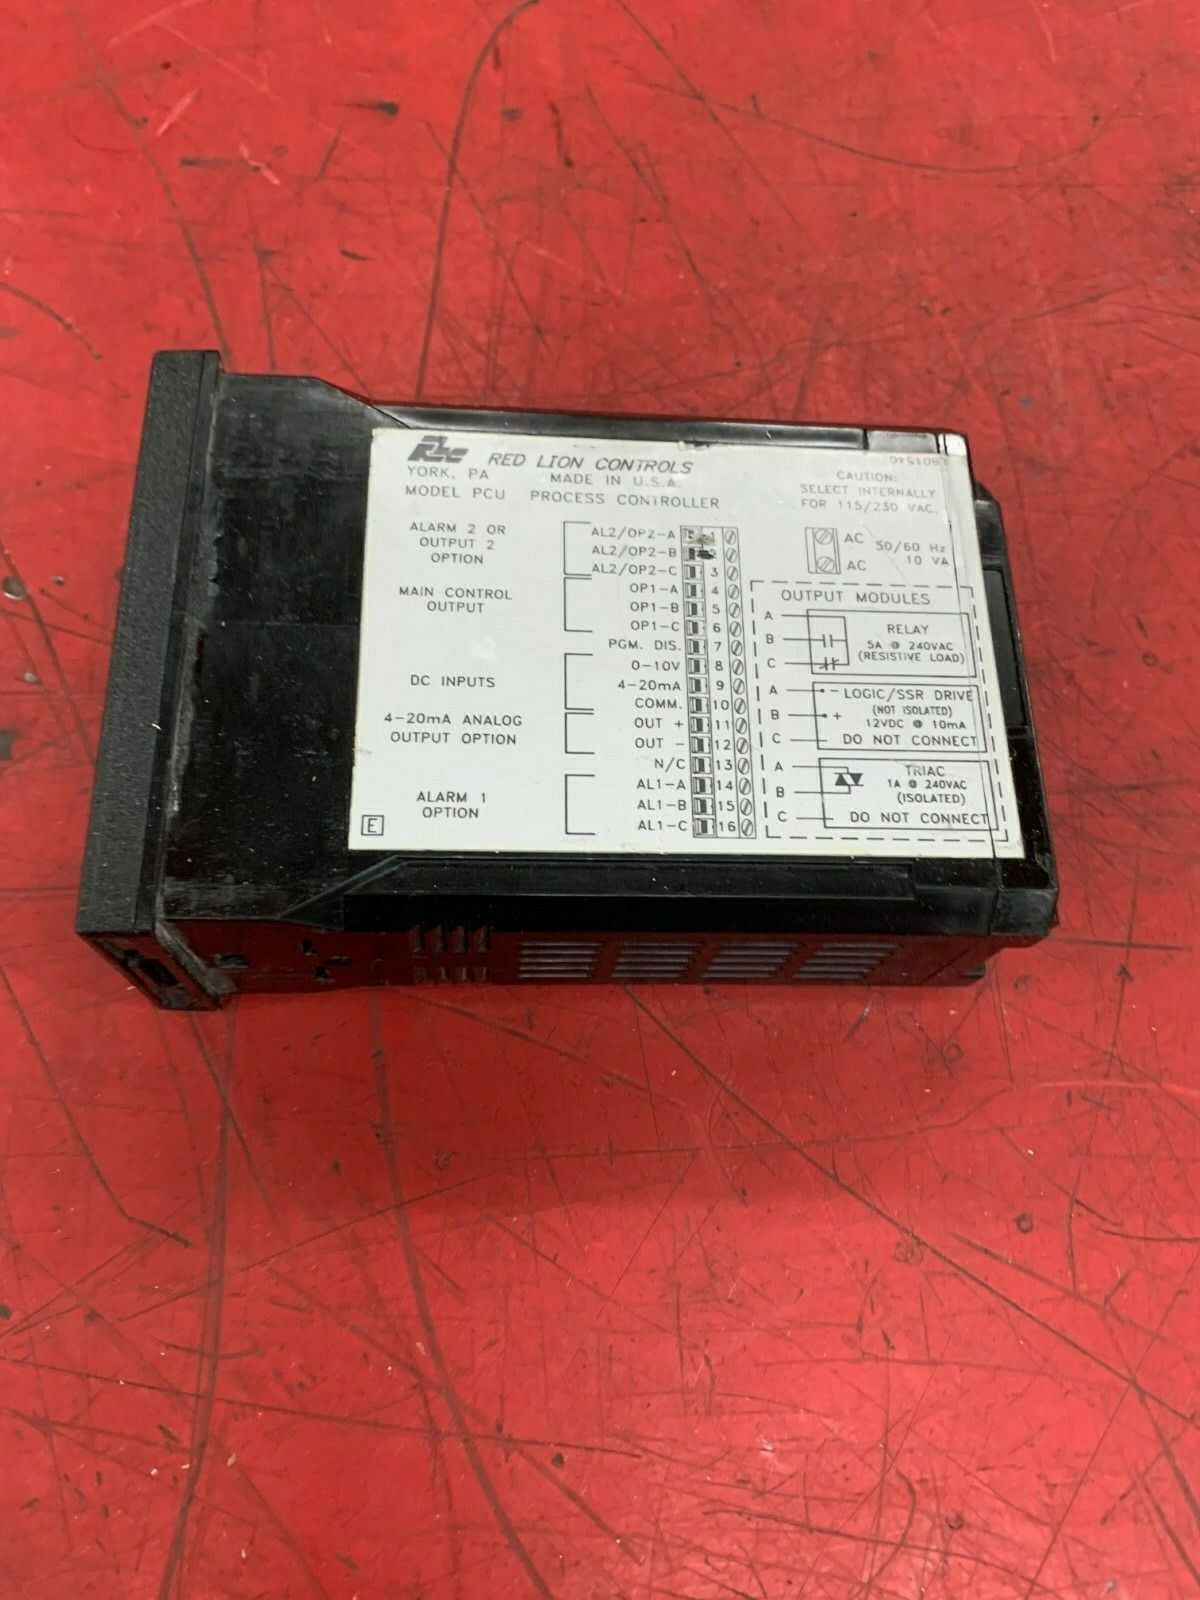 RLC RED LION CONTROLS
YORK, PA MADE IN U.S.A.
MODEL PCU PROCESS CONTROLLER
LB01540
CAUTION:
SELECT INTERNALLY
FOR 115/230 VAC.
AC
AC
50/60 Hz
10 VA
ALARM 2 OR
OUTPUT 2
OPTION
AL2/OP2-A
AL2/OP2-B
AL2/OP2-C 3
MAIN CONTROL
OUTPUT
OP1-A 4
OP1-B 5
OP1-C 6
PGM. DIS. 7
DC INPUTS
0-10V 8
4-20mA 9
COMM. 10
4-20mA ANALOG
OUTPUT OPTION
OUT + 11
OUT - 12
N/C 13
ALARM 1
OPTION
AL1-A 14
AL1-B 15
AL1-C 16
E
OUTPUT MODULES
A
B
C
RELAY
5A @ 240VAC
(RESISTIVE LOAD)
A - LOGIC/SSR DRIVE
(NOT ISOLATED)
B + 12VDC @ 10mA
C DO NOT CONNECT
A
B
TRIAC
1A @ 240VAC
(ISOLATED)
C DO NOT CONNECT